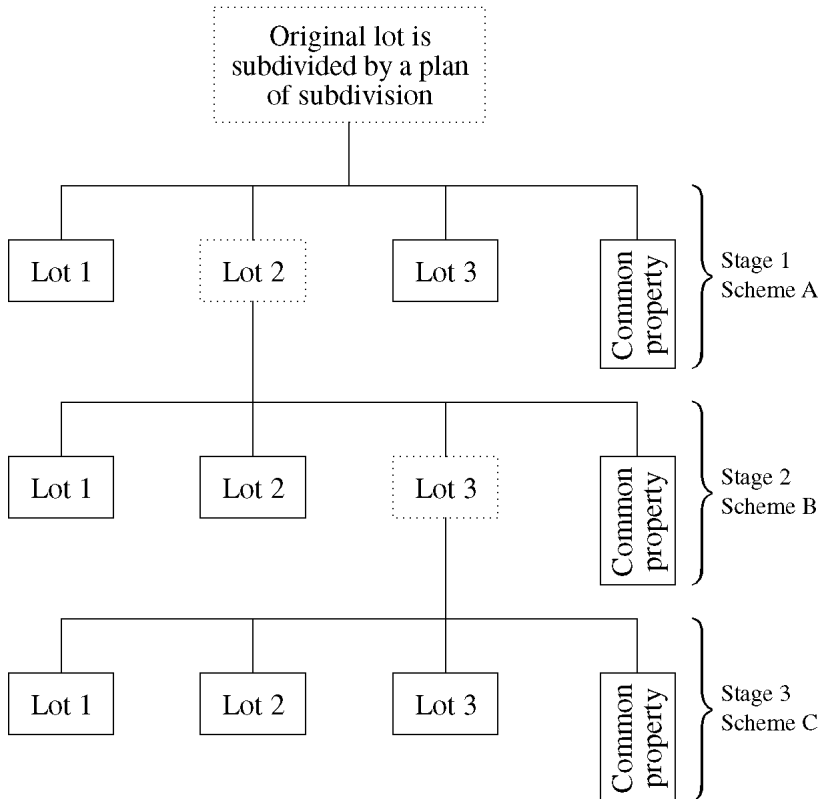 Original lot is
subdivided by a plan
of subdivision
Lot 1
Lot 2
Lot 3
Common
property
Stage 1
Scheme A
Lot 1
Lot 2
Lot 3
Common
property
Stage 2
Scheme B
Lot 1
Lot 2
Lot 3
Common
property
Stage 3
Scheme C